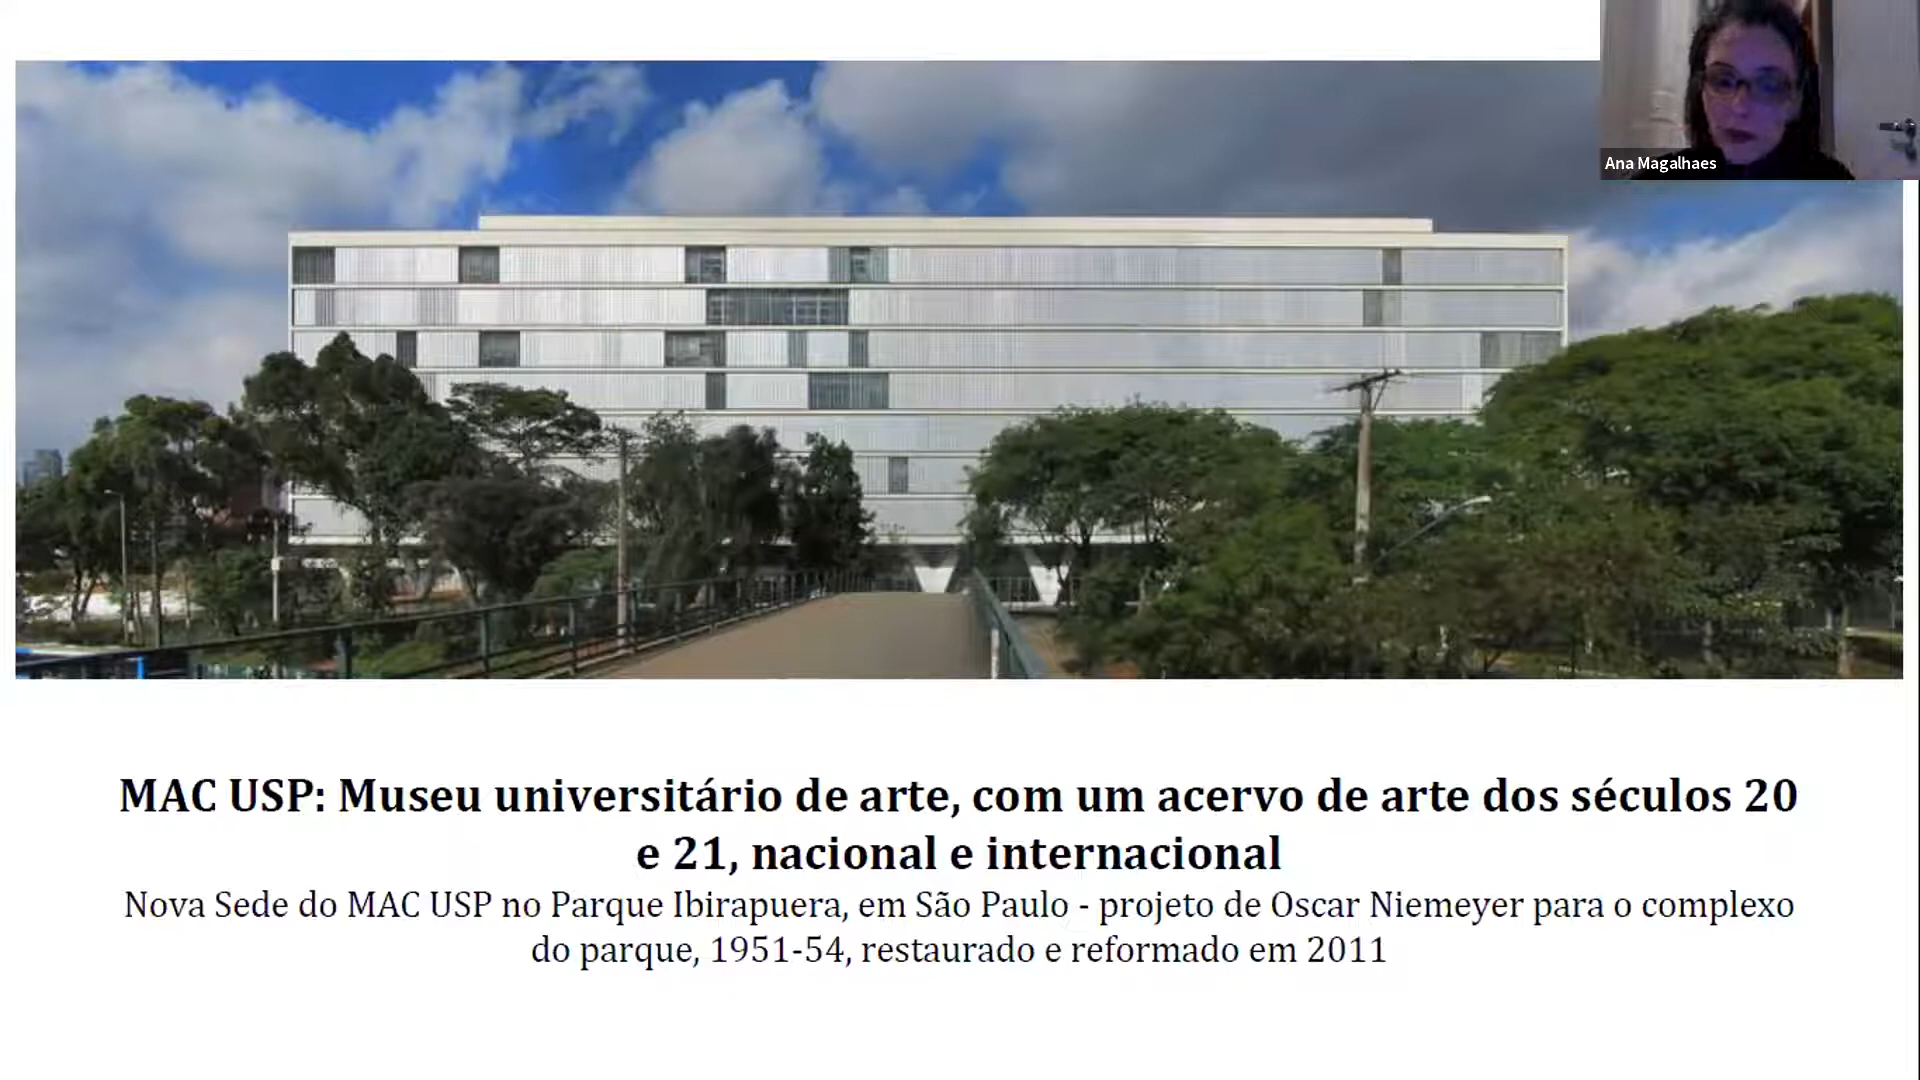 Ana Magalhaes
MAC USP: Museu universitário de arte, com um acervo de arte dos séculos 20
e 21, nacional e internacional
Nova Sede do MAC USP no Parque Ibirapuera, em São Paulo - projeto de Oscar Niemeyer para o complexo
do parque, 1951-54, restaurado e reformado em 2011